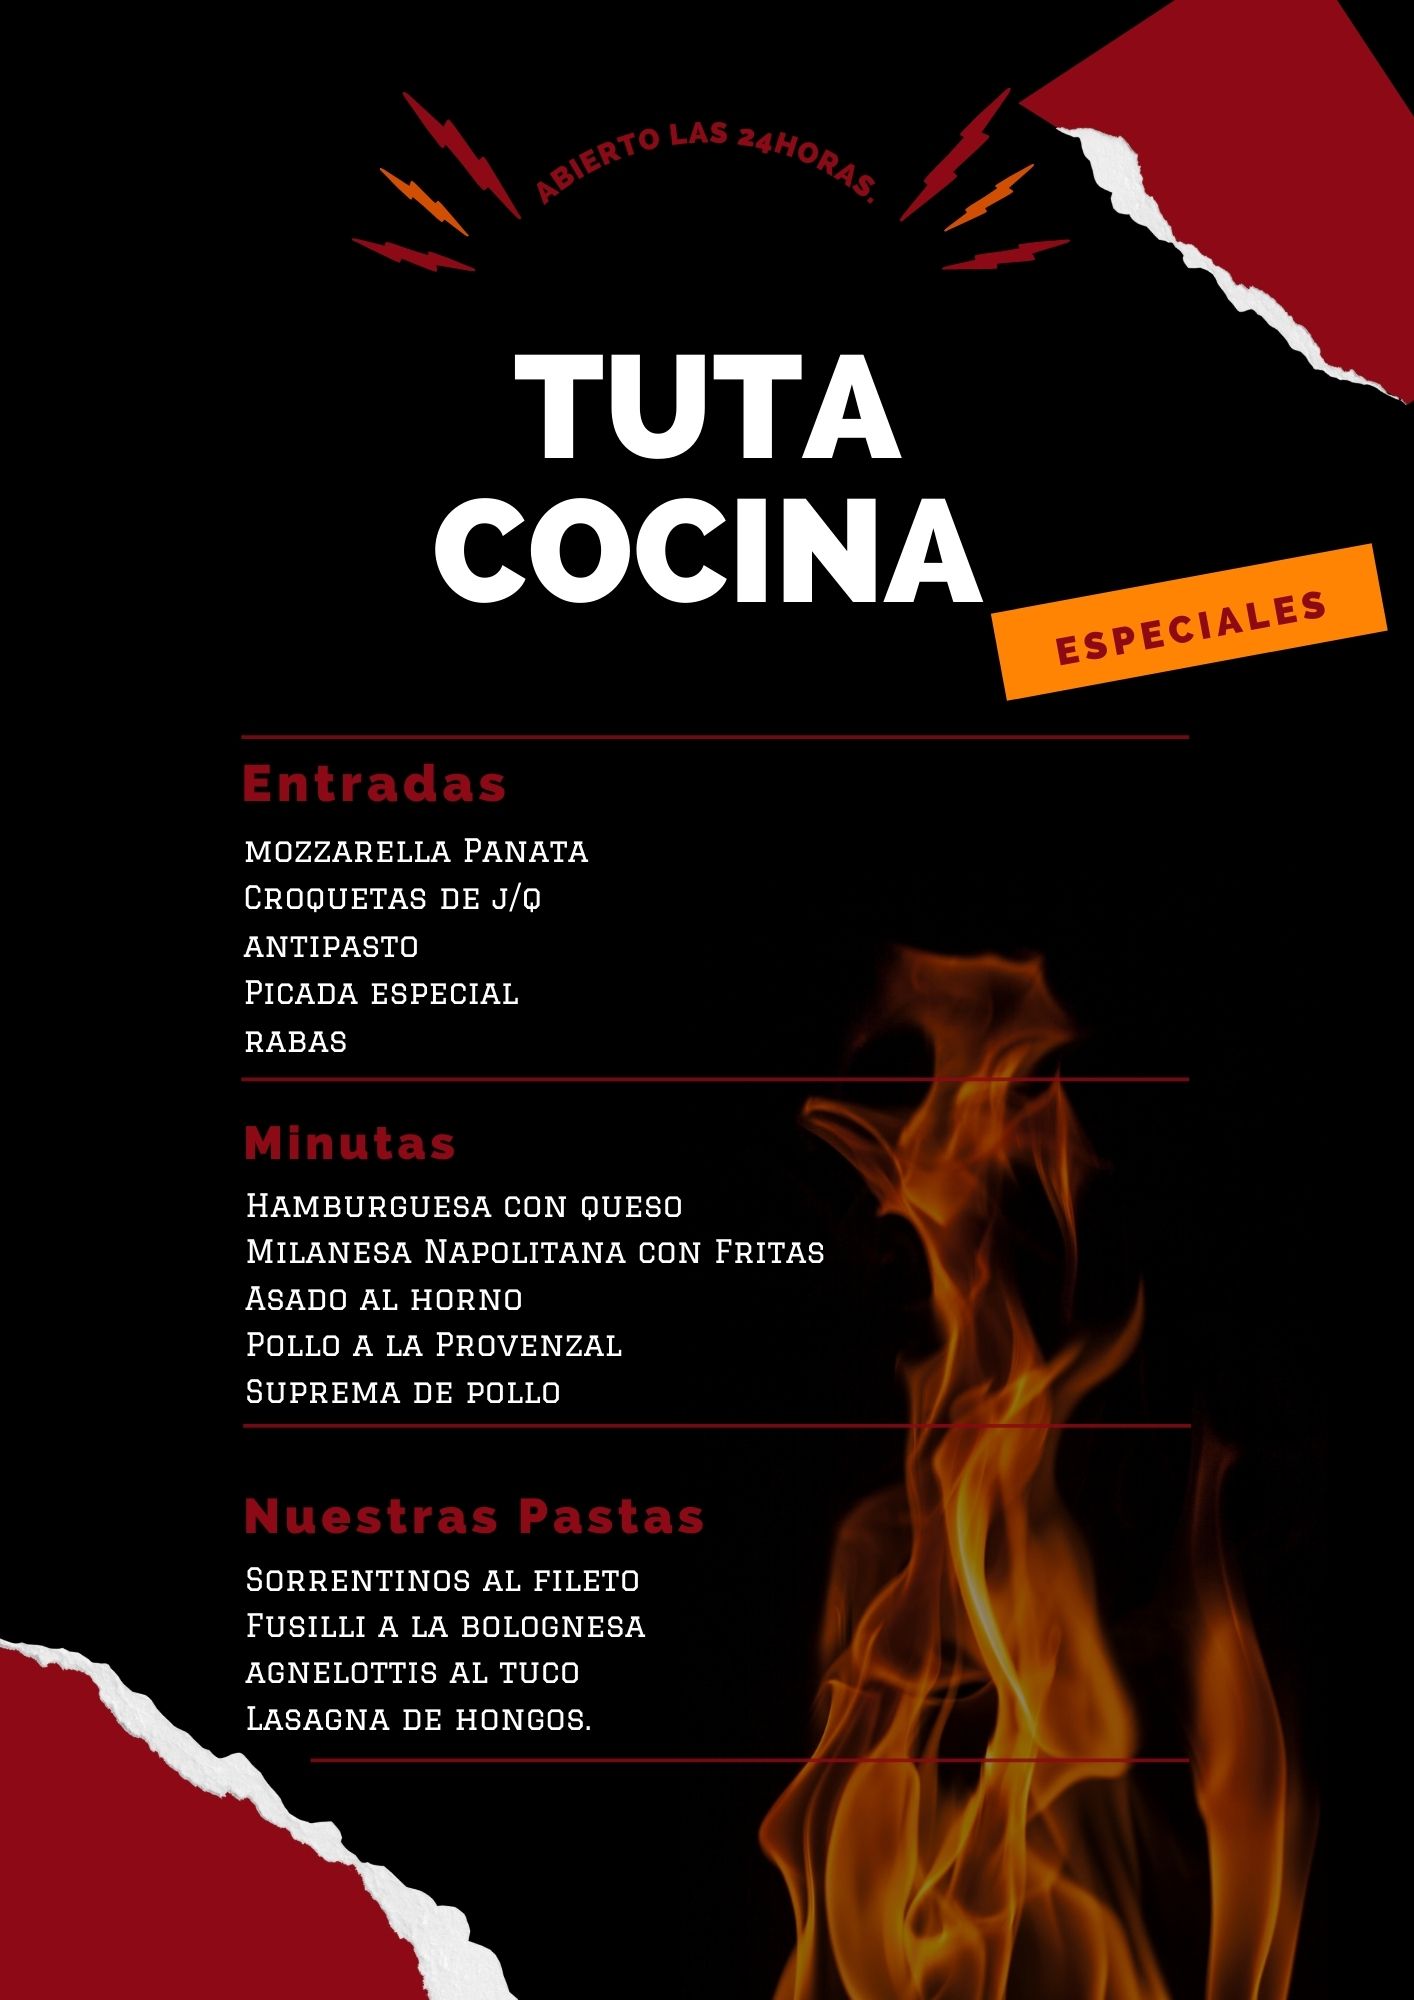 ABIERTO LAS 24HORAS.
TUTA
COCINA
ESPECIALES
Entradas
mozzarella Panata
Croquetas de j/q
antipasto
Picada especial
rabas
Minutas
Hamburguesa con queso
Milanesa Napolitana con Fritas
Asado al horno
Pollo a la Provenzal
Suprema de pollo
Nuestras Pastas
Sorrentinos al fileto
Fusilli a la bolognesa
agnelottis al tuco
Lasagna de hongos.